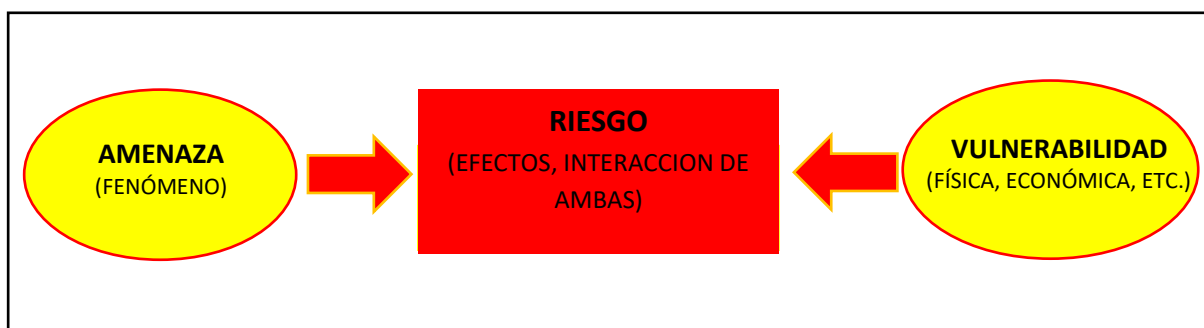 AMENAZA
(FENÓMENO)
RIESGO
(EFECTOS, INTERACCION DE
AMBAS)
VULNERABILIDAD
(FÍSICA, ECONÓMICA, ETC.)